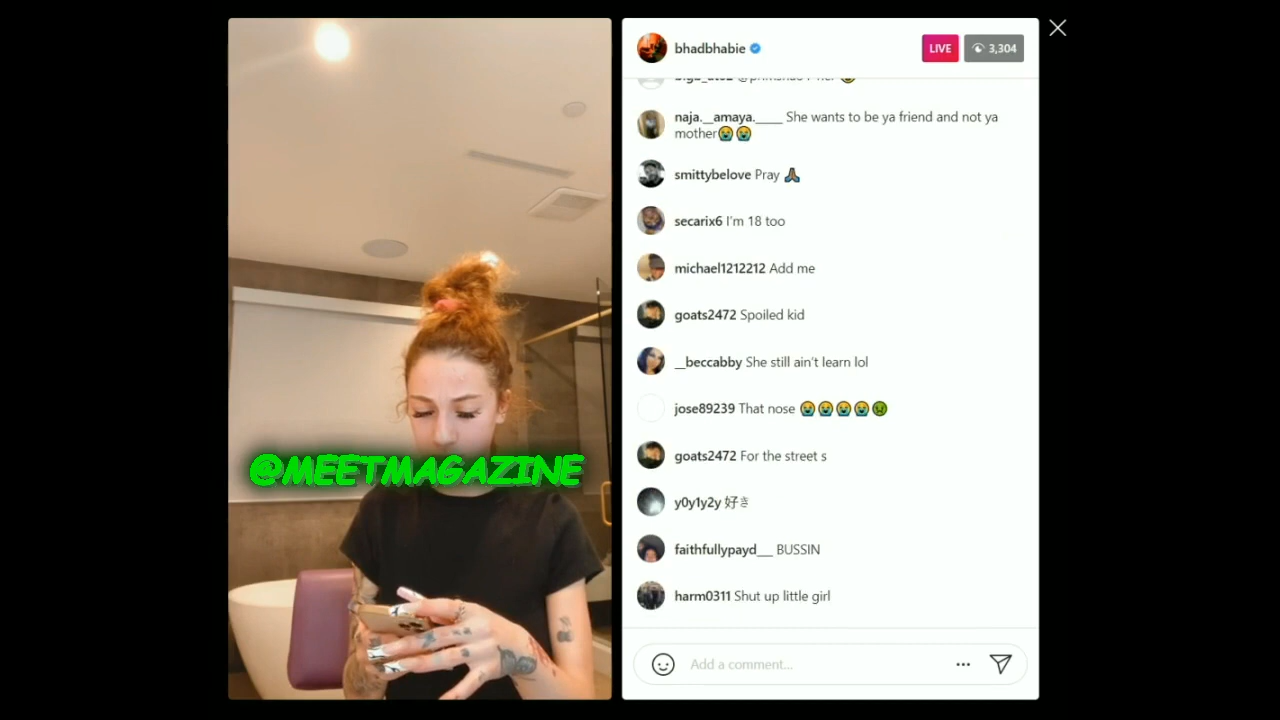 bhadbhabie
LIVE
3,304
naja.__amaya.____ She wants to be ya friend and not ya
mother😭😭
smittybelove Pray 🙏🏽
secarix6 I'm 18 too
michael1212212 Add me
goats2472 Spoiled kid
__beccabby She still ain't learn lol
jose89239 That nose 😭😭😭😭🤢
goats2472 For the street s
y0y1y2y 好き
faithfullypayd___ BUSSIN
harm0311 Shut up little girl
Add a comment...
@MEETMAGAZINE